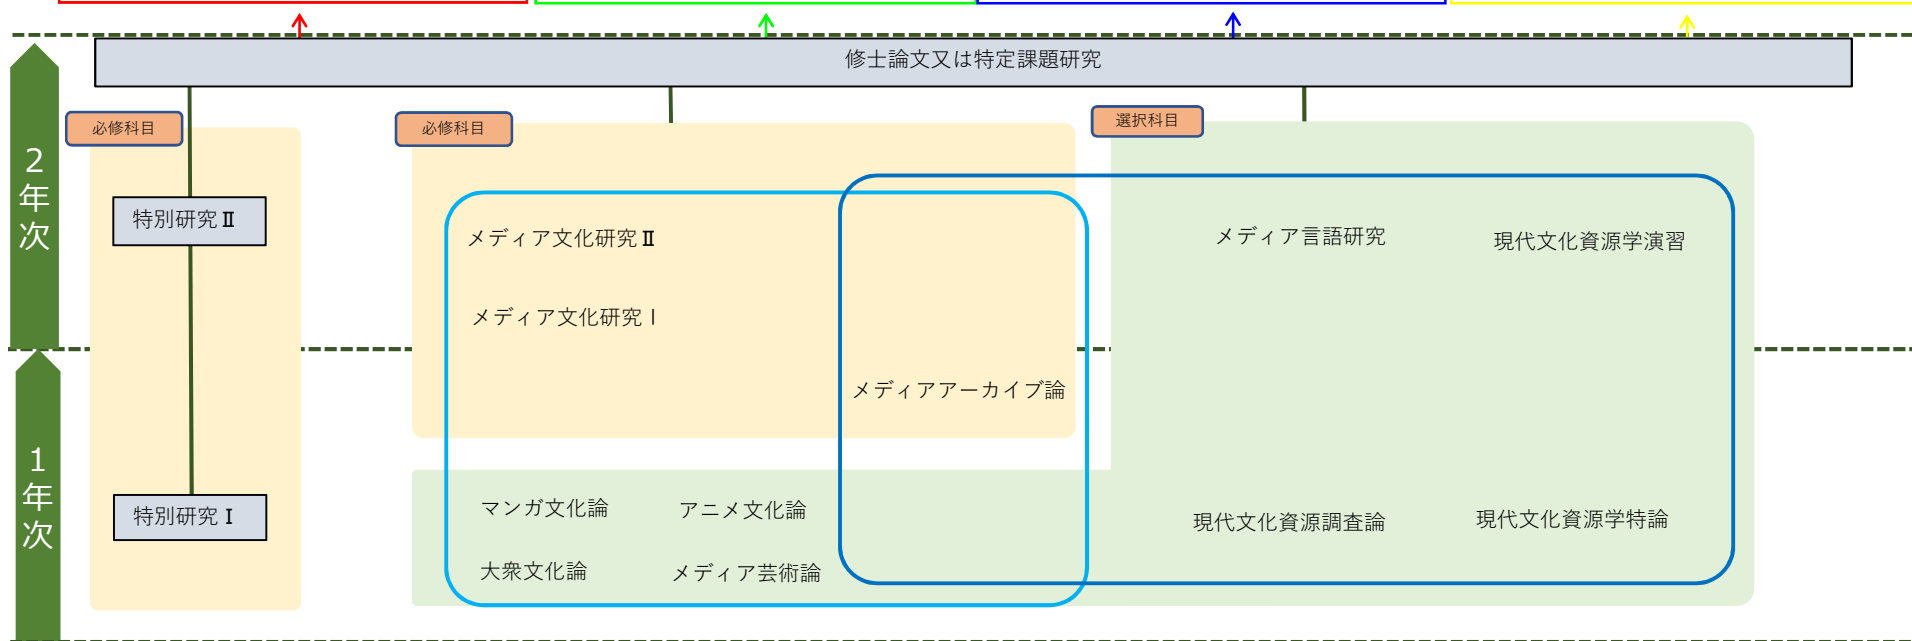 修士論文又は特定課題研究
必修科目
必修科目
選択科目
2年次
特別研究Ⅱ
メディア文化研究Ⅱ
メディア言語研究
現代文化資源学演習
メディア文化研究Ⅰ
メディアアーカイブ論
1年次
特別研究Ⅰ
マンガ文化論
アニメ文化論
現代文化資源調査論
現代文化資源学特論
大衆文化論
メディア芸術論